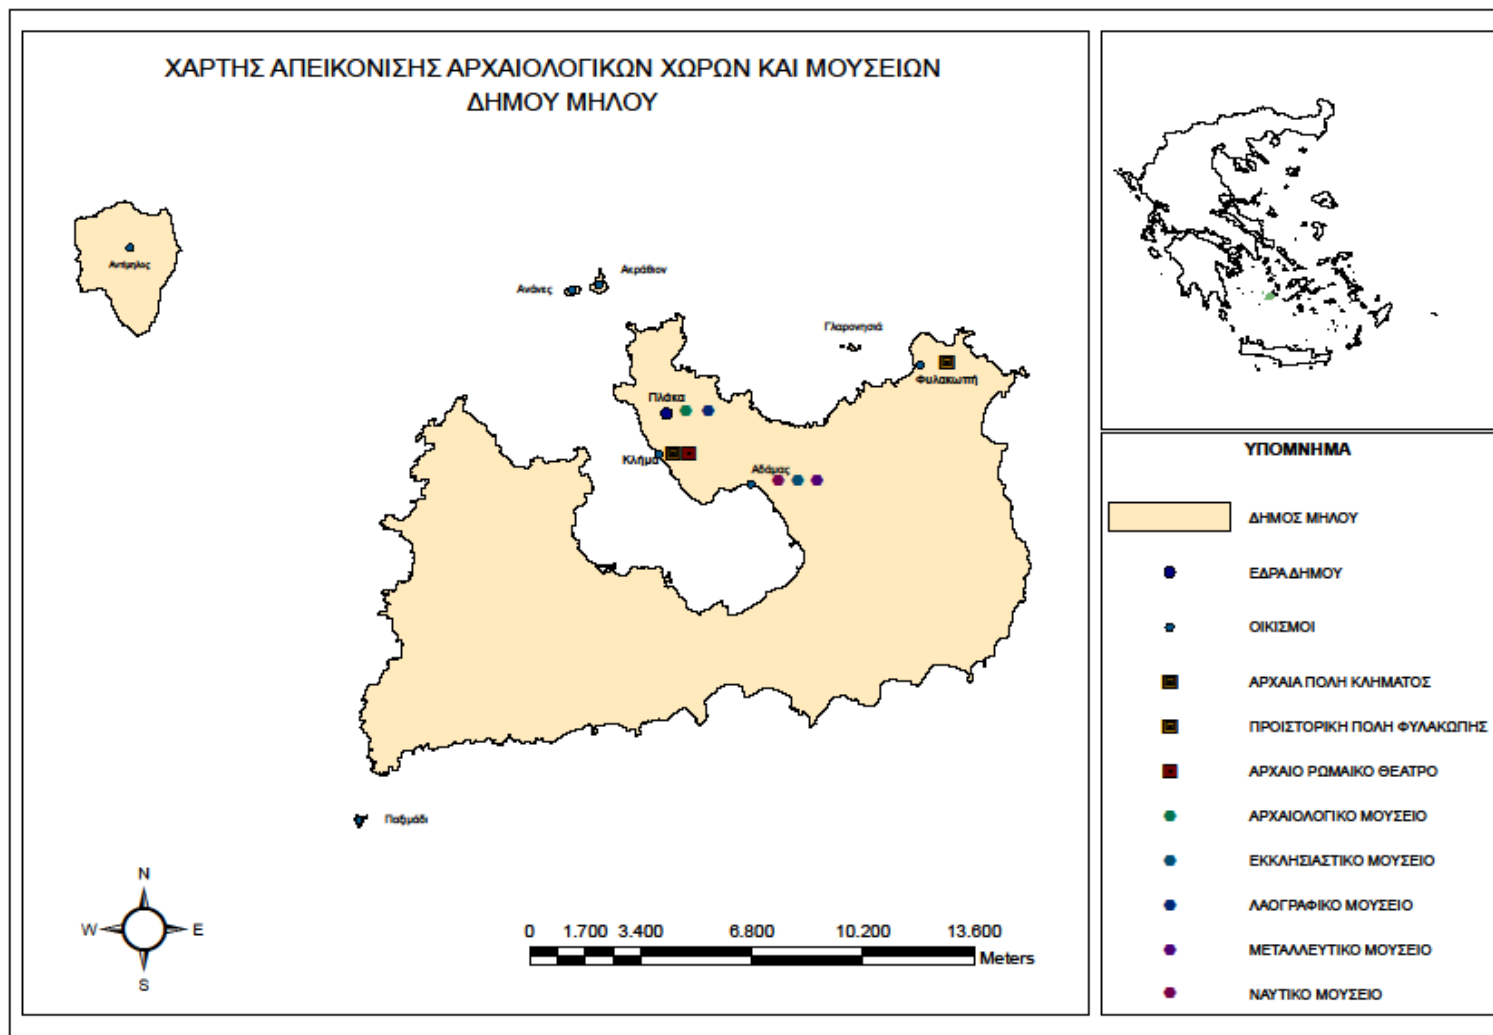 ΧΑΡΤΗΣ ΑΠΕΙΚΟΝΙΣΗΣ ΑΡΧΑΙΟΛΟΓΙΚΩΝ ΧΩΡΩΝ ΚΑΙ ΜΟΥΣΕΙΩΝ
ΔΗΜΟΥ ΜΗΛΟΥ
Αντίμηλος
Ακράθιον
Ανάνες
Γλαρονησιά
Φυλακωπή
Πλάκα
Κλήμα
Αδάμας
Παξιμάδι
N
W E
S
0 1.700 3.400 6.800 10.200 13.600
Meters
ΥΠΟΜΝΗΜΑ
ΔΗΜΟΣ ΜΗΛΟΥ
ΕΔΡΑ ΔΗΜΟΥ
ΟΙΚΙΣΜΟΙ
ΑΡΧΑΙΑ ΠΟΛΗ ΚΛΗΜΑΤΟΣ
ΠΡΟΙΣΤΟΡΙΚΗ ΠΟΛΗ ΦΥΛΑΚΩΠΗΣ
ΑΡΧΑΙΟ ΡΩΜΑΙΚΟ ΘΕΑΤΡΟ
ΑΡΧΑΙΟΛΟΓΙΚΟ ΜΟΥΣΕΙΟ
ΕΚΚΛΗΣΙΑΣΤΙΚΟ ΜΟΥΣΕΙΟ
ΛΑΟΓΡΑΦΙΚΟ ΜΟΥΣΕΙΟ
ΜΕΤΑΛΛΕΥΤΙΚΟ ΜΟΥΣΕΙΟ
ΝΑΥΤΙΚΟ ΜΟΥΣΕΙΟ